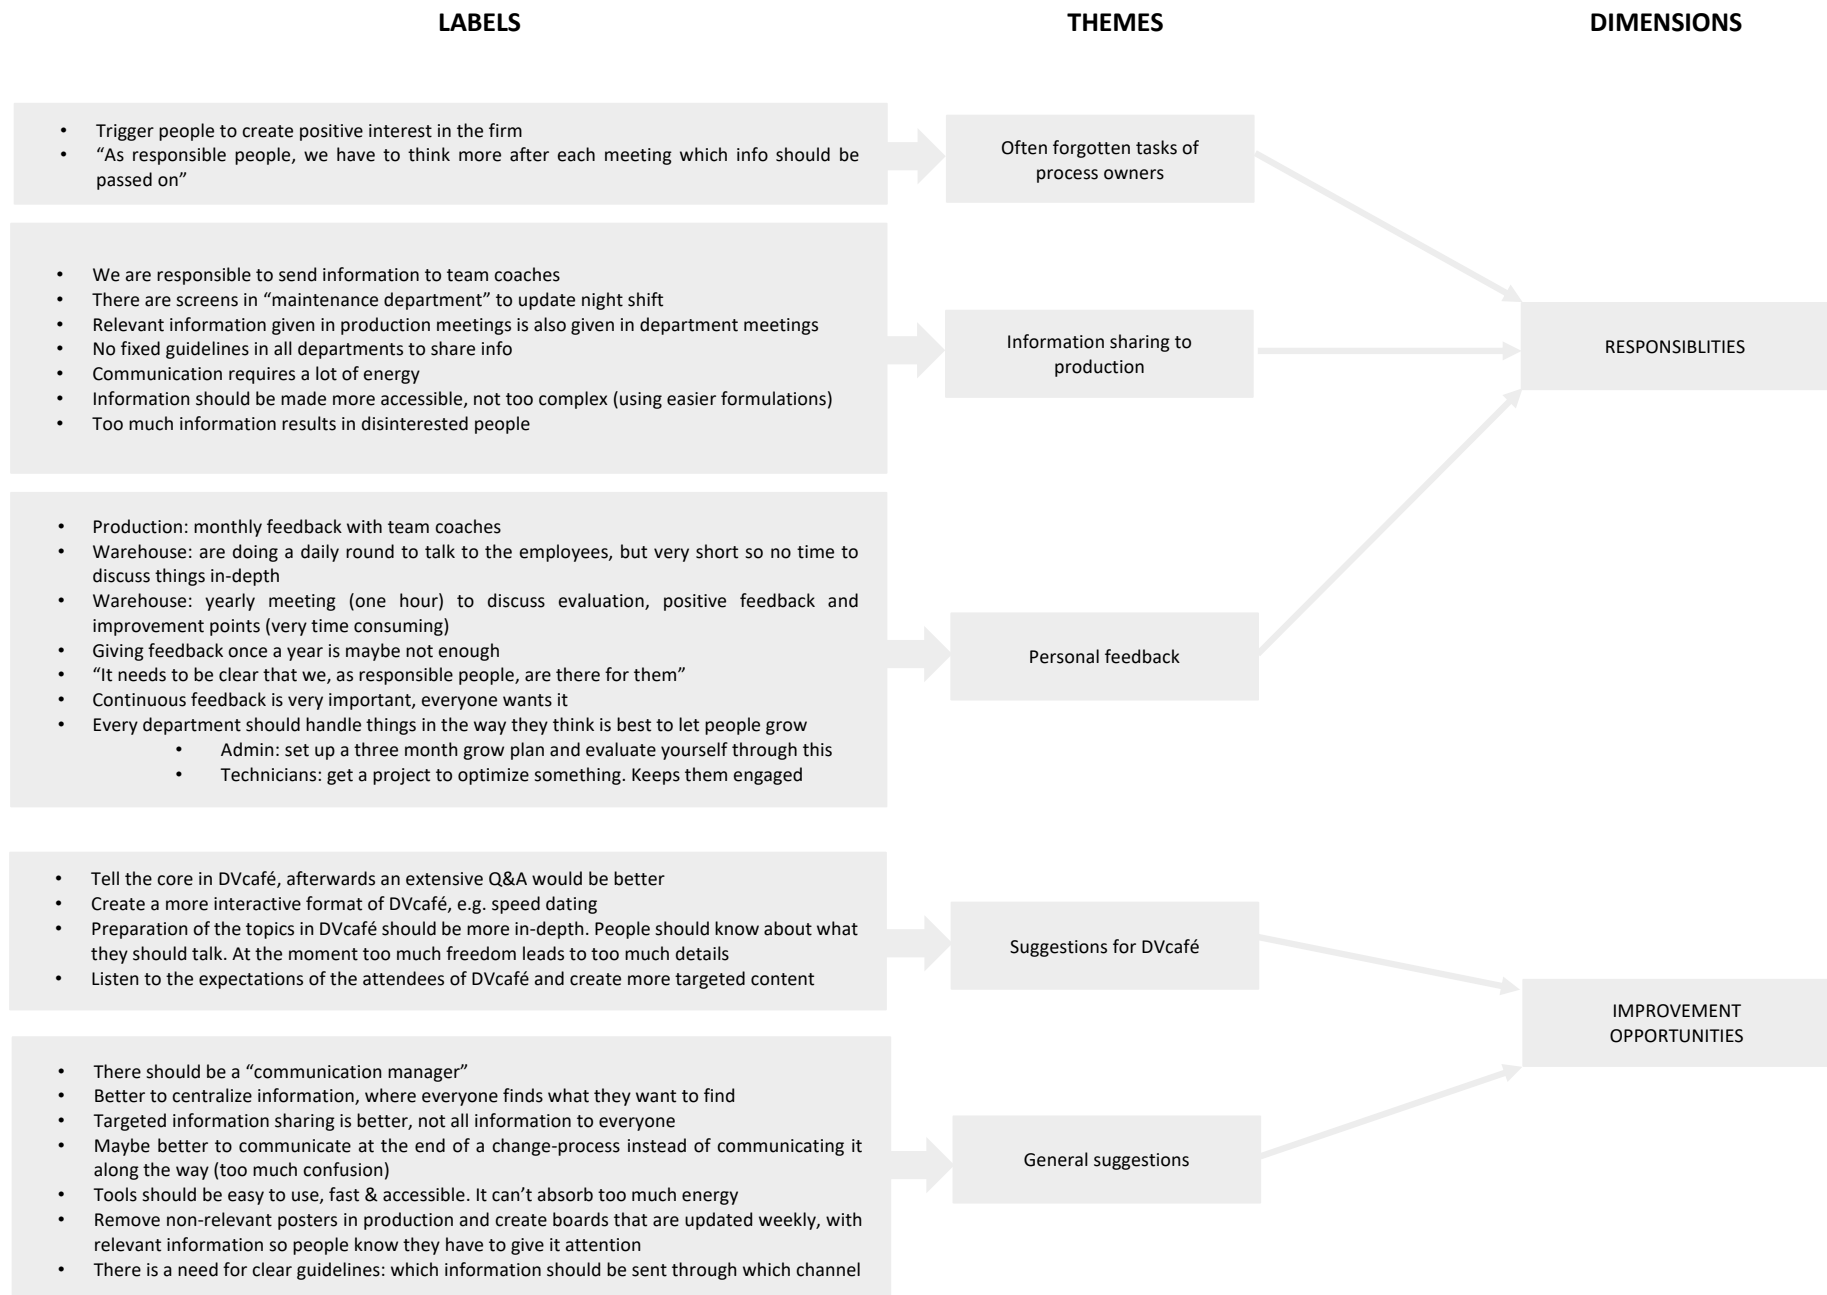 LABELS
THEMES
DIMENSIONS
• Trigger people to create positive interest in the firm
• “As responsible people, we have to think more after each meeting which info should be
passed on”
Often forgotten tasks of
process owners
• We are responsible to send information to team coaches
• There are screens in “maintenance department” to update night shift
• Relevant information given in production meetings is also given in department meetings
• No fixed guidelines in all departments to share info
• Communication requires a lot of energy
• Information should be made more accessible, not too complex (using easier formulations)
• Too much information results in disinterested people
Information sharing to
production
RESPONSIBLITIES
• Production: monthly feedback with team coaches
• Warehouse: are doing a daily round to talk to the employees, but very short so no time to
discuss things in-depth
• Warehouse: yearly meeting (one hour) to discuss evaluation, positive feedback and
improvement points (very time consuming)
• Giving feedback once a year is maybe not enough
• “It needs to be clear that we, as responsible people, are there for them”
• Continuous feedback is very important, everyone wants it
• Every department should handle things in the way they think is best to let people grow
• Admin: set up a three month grow plan and evaluate yourself through this
• Technicians: get a project to optimize something. Keeps them engaged
Personal feedback
• Tell the core in DVcafé, afterwards an extensive Q&A would be better
• Create a more interactive format of DVcafé, e.g. speed dating
• Preparation of the topics in DVcafé should be more in-depth. People should know about what
they should talk. At the moment too much freedom leads to too much details
• Listen to the expectations of the attendees of DVcafé and create more targeted content
Suggestions for DVcafé
IMPROVEMENT
OPPORTUNITIES
• There should be a “communication manager”
• Better to centralize information, where everyone finds what they want to find
• Targeted information sharing is better, not all information to everyone
• Maybe better to communicate at the end of a change-process instead of communicating it
along the way (too much confusion)
• Tools should be easy to use, fast & accessible. It can’t absorb too much energy
• Remove non-relevant posters in production and create boards that are updated weekly, with
relevant information so people know they have to give it attention
• There is a need for clear guidelines: which information should be sent through which channel
General suggestions